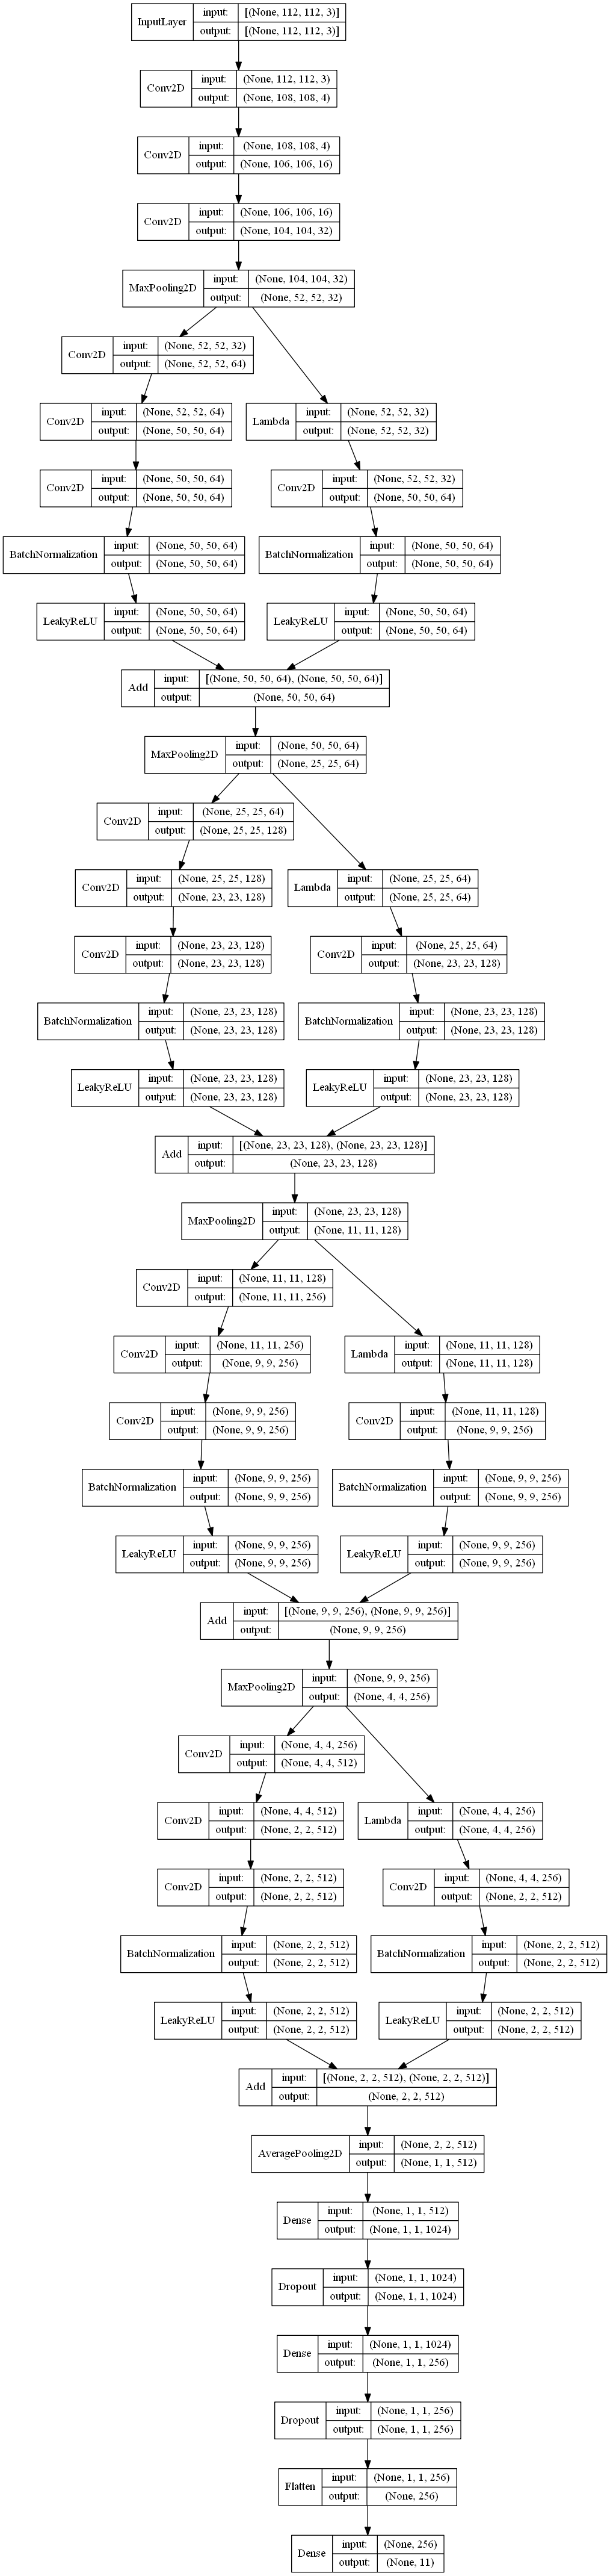 InputLayer
input: [(None, 112, 112, 3)]
output: [(None, 112, 112, 3)]
Conv2D
input: (None, 112, 112, 3)
output: (None, 108, 108, 4)
Conv2D
input: (None, 108, 108, 4)
output: (None, 106, 106, 16)
Conv2D
input: (None, 106, 106, 16)
output: (None, 104, 104, 32)
MaxPooling2D
input: (None, 104, 104, 32)
output: (None, 52, 52, 32)
Conv2D
input: (None, 52, 52, 32)
output: (None, 52, 52, 64)
Conv2D
input: (None, 52, 52, 64)
output: (None, 50, 50, 64)
Lambda
input: (None, 52, 52, 32)
output: (None, 52, 52, 32)
Conv2D
input: (None, 50, 50, 64)
output: (None, 50, 50, 64)
Conv2D
input: (None, 52, 52, 32)
output: (None, 50, 50, 64)
BatchNormalization
input: (None, 50, 50, 64)
output: (None, 50, 50, 64)
BatchNormalization
input: (None, 50, 50, 64)
output: (None, 50, 50, 64)
LeakyReLU
input: (None, 50, 50, 64)
output: (None, 50, 50, 64)
LeakyReLU
input: (None, 50, 50, 64)
output: (None, 50, 50, 64)
Add
input: [(None, 50, 50, 64), (None, 50, 50, 64)]
output: (None, 50, 50, 64)
MaxPooling2D
input: (None, 50, 50, 64)
output: (None, 25, 25, 64)
Conv2D
input: (None, 25, 25, 64)
output: (None, 25, 25, 128)
Conv2D
input: (None, 25, 25, 128)
output: (None, 23, 23, 128)
Lambda
input: (None, 25, 25, 64)
output: (None, 25, 25, 64)
Conv2D
input: (None, 23, 23, 128)
output: (None, 23, 23, 128)
Conv2D
input: (None, 25, 25, 64)
output: (None, 23, 23, 128)
BatchNormalization
input: (None, 23, 23, 128)
output: (None, 23, 23, 128)
BatchNormalization
input: (None, 23, 23, 128)
output: (None, 23, 23, 128)
LeakyReLU
input: (None, 23, 23, 128)
output: (None, 23, 23, 128)
LeakyReLU
input: (None, 23, 23, 128)
output: (None, 23, 23, 128)
Add
input: [(None, 23, 23, 128), (None, 23, 23, 128)]
output: (None, 23, 23, 128)
MaxPooling2D
input: (None, 23, 23, 128)
output: (None, 11, 11, 128)
Conv2D
input: (None, 11, 11, 128)
output: (None, 11, 11, 256)
Conv2D
input: (None, 11, 11, 256)
output: (None, 9, 9, 256)
Lambda
input: (None, 11, 11, 128)
output: (None, 11, 11, 128)
Conv2D
input: (None, 9, 9, 256)
output: (None, 9, 9, 256)
Conv2D
input: (None, 11, 11, 128)
output: (None, 9, 9, 256)
BatchNormalization
input: (None, 9, 9, 256)
output: (None, 9, 9, 256)
BatchNormalization
input: (None, 9, 9, 256)
output: (None, 9, 9, 256)
LeakyReLU
input: (None, 9, 9, 256)
output: (None, 9, 9, 256)
LeakyReLU
input: (None, 9, 9, 256)
output: (None, 9, 9, 256)
Add
input: [(None, 9, 9, 256), (None, 9, 9, 256)]
output: (None, 9, 9, 256)
MaxPooling2D
input: (None, 9, 9, 256)
output: (None, 4, 4, 256)
Conv2D
input: (None, 4, 4, 256)
output: (None, 4, 4, 512)
Conv2D
input: (None, 4, 4, 512)
output: (None, 2, 2, 512)
Lambda
input: (None, 4, 4, 256)
output: (None, 4, 4, 256)
Conv2D
input: (None, 2, 2, 512)
output: (None, 2, 2, 512)
Conv2D
input: (None, 4, 4, 256)
output: (None, 2, 2, 512)
BatchNormalization
input: (None, 2, 2, 512)
output: (None, 2, 2, 512)
BatchNormalization
input: (None, 2, 2, 512)
output: (None, 2, 2, 512)
LeakyReLU
input: (None, 2, 2, 512)
output: (None, 2, 2, 512)
LeakyReLU
input: (None, 2, 2, 512)
output: (None, 2, 2, 512)
Add
input: [(None, 2, 2, 512), (None, 2, 2, 512)]
output: (None, 2, 2, 512)
AveragePooling2D
input: (None, 2, 2, 512)
output: (None, 1, 1, 512)
Dense
input: (None, 1, 1, 512)
output: (None, 1, 1, 1024)
Dropout
input: (None, 1, 1, 1024)
output: (None, 1, 1, 1024)
Dense
input: (None, 1, 1, 1024)
output: (None, 1, 1, 256)
Dropout
input: (None, 1, 1, 256)
output: (None, 1, 1, 256)
Flatten
input: (None, 1, 1, 256)
output: (None, 256)
Dense
input: (None, 256)
output: (None, 11)